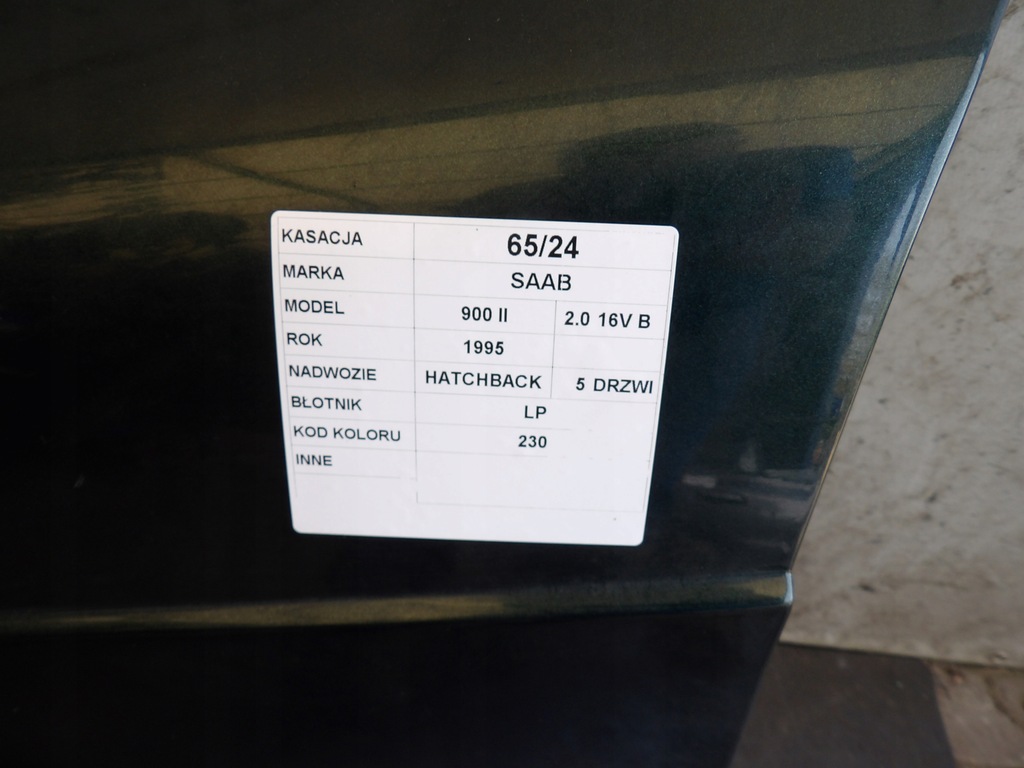 KASACJA 65/24
MARKA SAAB
MODEL 900 II 2.0 16V B
ROK 1995
NADWOZIE HATCHBACK 5 DRZWI
BŁOTNIK LP
KOD KOLORU 230
INNE